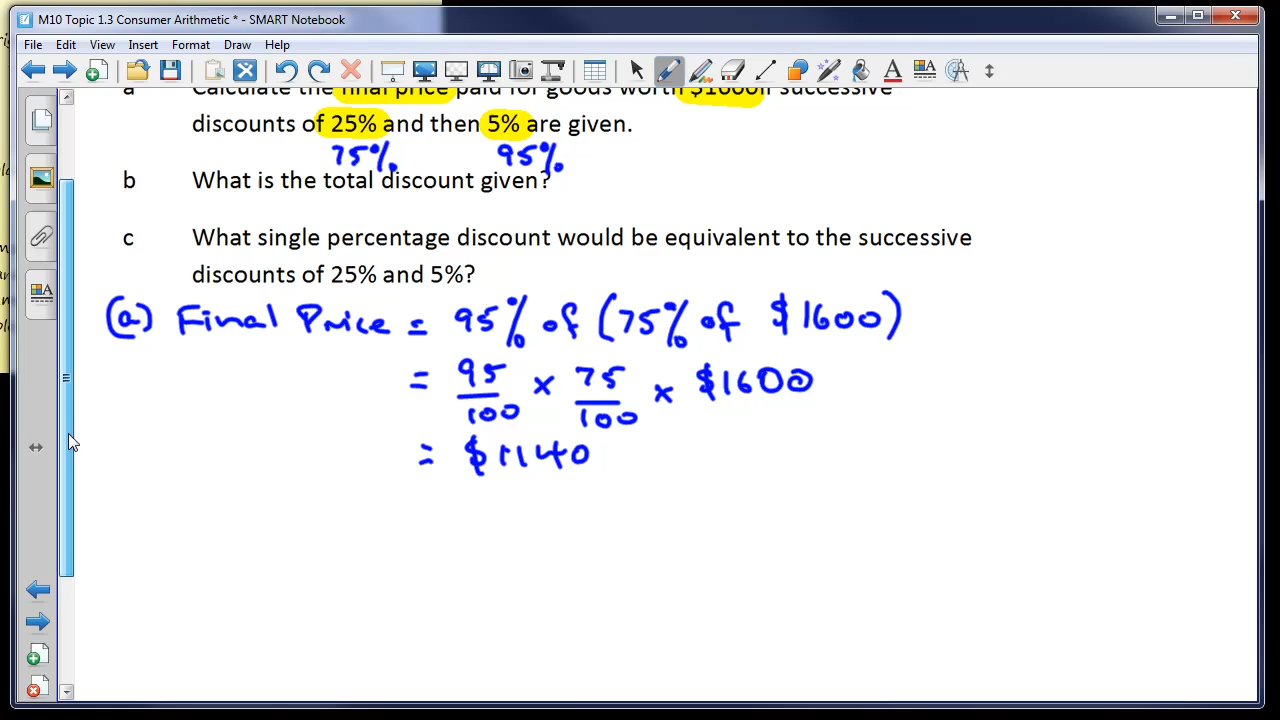 M10 Topic 1.3 Consumer Arithmetic * - SMART Notebook
File Edit View Insert Format Draw Help
a Calculate the final price paid for goods worth $1600if successive
discounts of 25% and then 5% are given.
75% 95%
b What is the total discount given?
c What single percentage discount would be equivalent to the successive
discounts of 25% and 5%?
(a) Final Price = 95% of (75% of $1600)
= 95/100 × 75/100 × $1600
= $1140